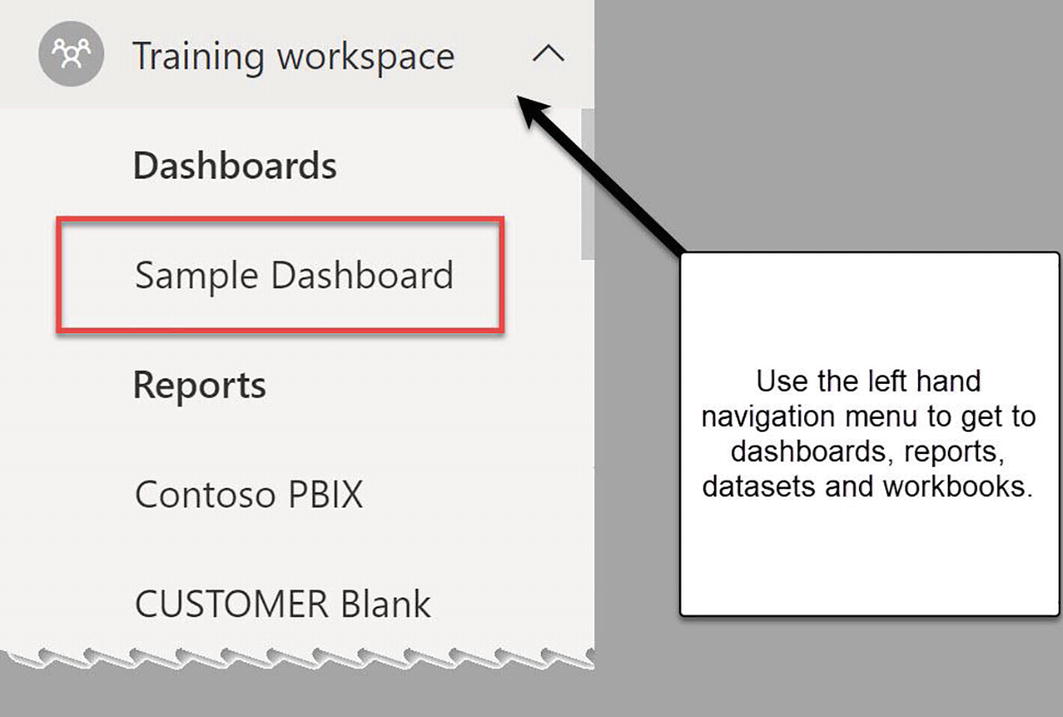 Training workspace
Dashboards
Sample Dashboard
Reports
Contoso PBIX
CUSTOMER Blank
Use the left hand
navigation menu to get to
dashboards, reports,
datasets and workbooks.